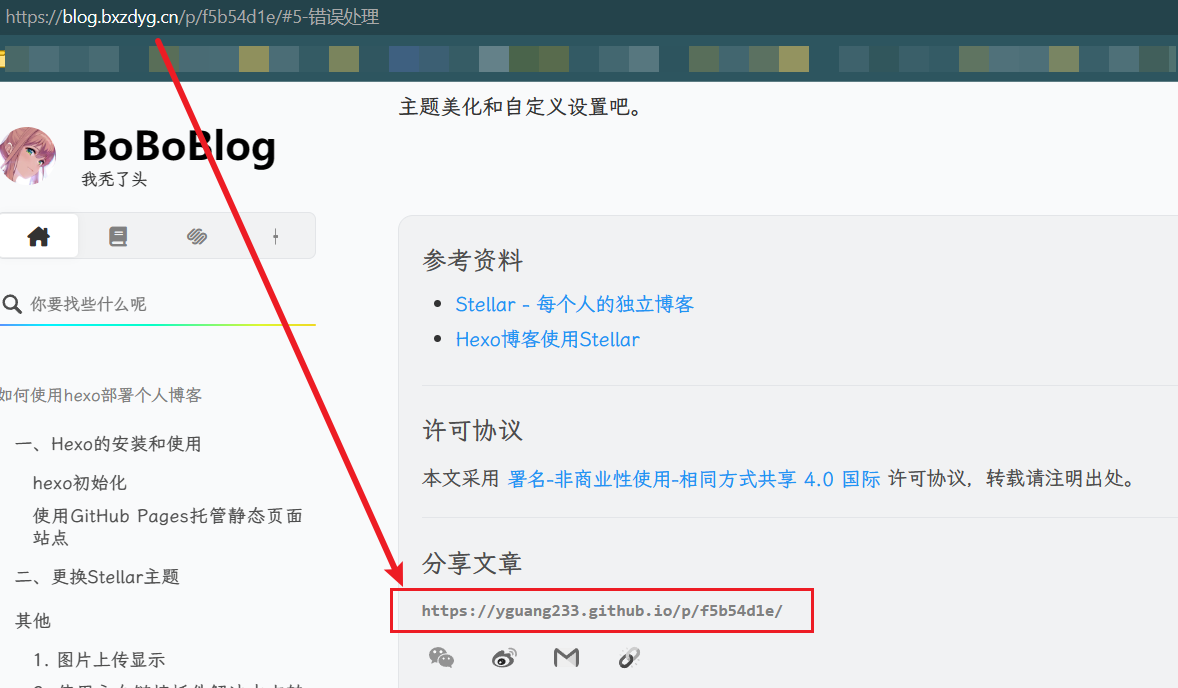 https://blog.bxzdyg.cn/p/f5b54d1e/#5-错误处理
主题美化和自定义设置吧。
BoBoBlog
我秃了头
你要找些什么呢
如何使用hexo部署个人博客
一、Hexo的安装和使用
hexo初始化
使用GitHub Pages托管静态页面
站点
二、更换Stellar主题
其他
1. 图片上传显示
参考资料
Stellar - 每个人的独立博客
Hexo博客使用Stellar
许可协议
本文采用 署名-非商业性使用-相同方式共享 4.0 国际 许可协议，转载请注明出处。
分享文章
https://yguang233.github.io/p/f5b54d1e/